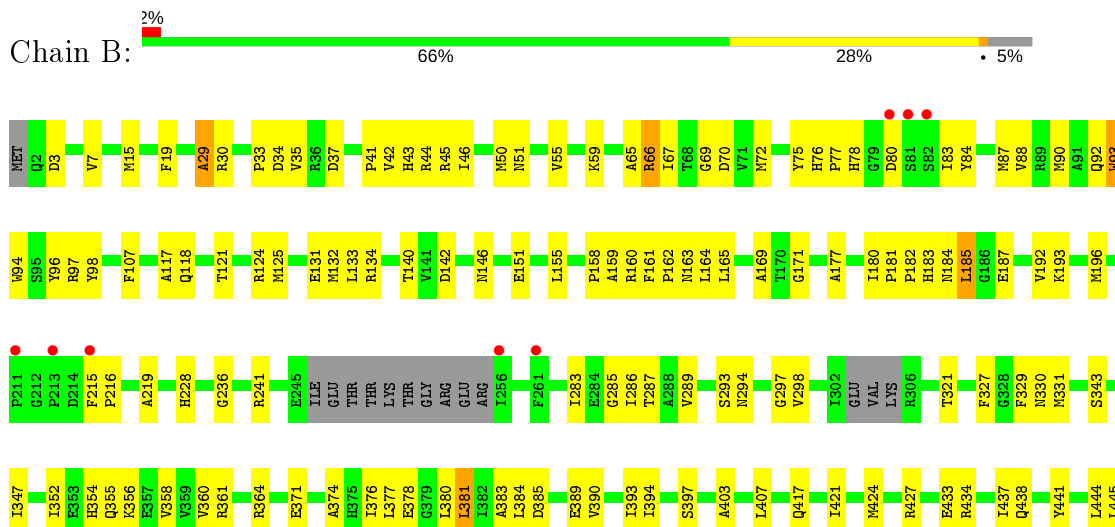 2%
Chain B:
66% 28% • 5%
MET Q2 D3 V7 M15 F19 A29 R30 P33 D34 V35 R36 D37 P41 V42 H43 R44 R45 I46 M50 N51 V55 K59 A65 R66 I67 T68 G69 D70 V71 M72 Y75 H76 P77 H78 G79 D80 S81 S82 I83 Y84 M87 V88 R89 M90 A91 Q92 W93
W94 S95 Y96 R97 Y98 F107 A117 Q118 T121 R124 M125 E131 M132 L133 R134 T140 V141 D142 N146 E151 L155 P158 A159 R160 F161 P162 N163 L164 L165 A169 T170 G171 A177 I180 P181 P182 H183 N184 L185 G186 E187 V192 K193 M196
P211 G212 P213 D214 F215 P216 A219 H228 G236 R241 E245 ILE GLU THR THR LYS THR GLY ARG GLU ARG I256 F261 I283 E284 G285 I286 T287 A288 V289 S293 N294 G297 V298 I302 GLU VAL LYS R306 T321 F327 G328 F329 N330 M331 S343
I347 I352 E353 H354 Q355 K356 E357 V358 V359 V360 R361 R364 E371 A374 R375 I376 L377 E378 G379 L380 I381 I382 A383 L384 D385 E389 V390 I393 I394 S397 A403 L407 Q417 I421 M424 R427 E433 R434 I437 Q438 Y441 L444